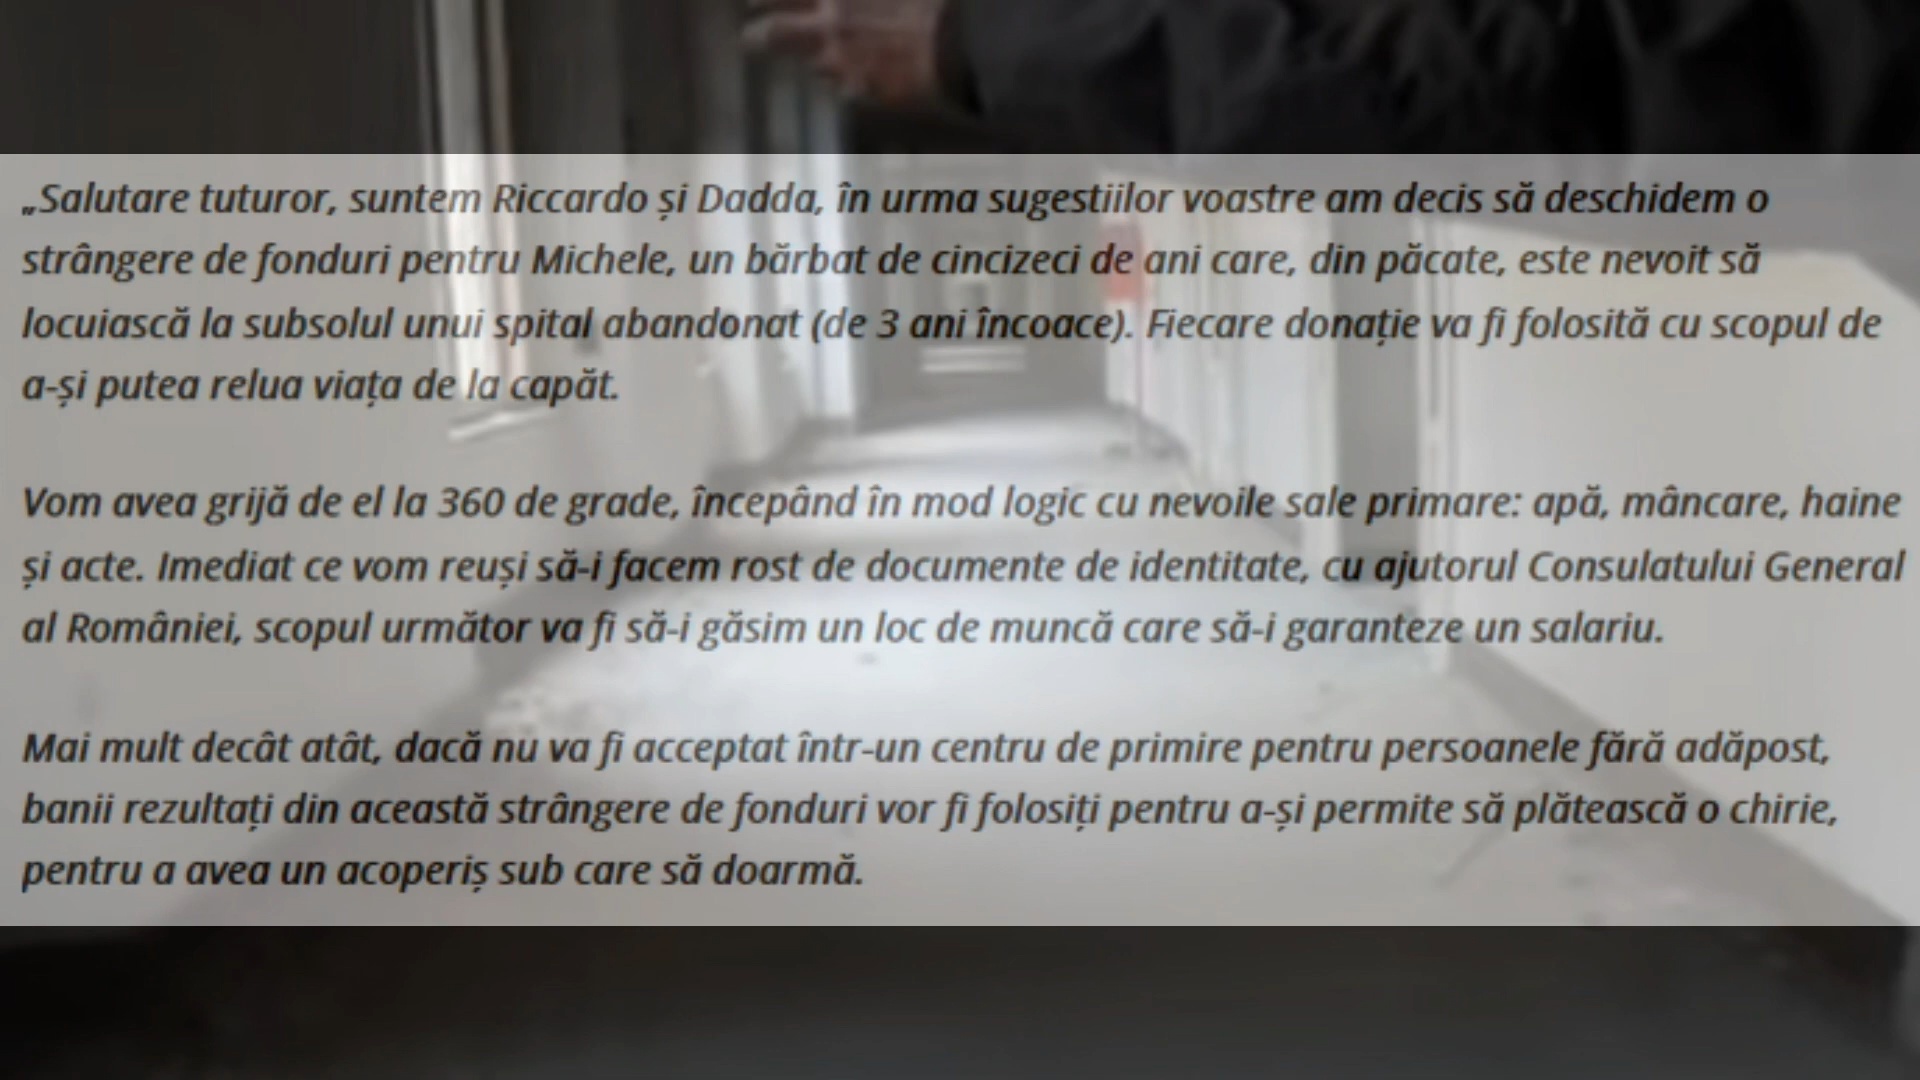 „Salutare tuturor, suntem Riccardo și Dadda, în urma sugestiilor voastre am decis să deschidem o
strângere de fonduri pentru Michele, un bărbat de cincizeci de ani care, din păcate, este nevoit să
locuiască la subsolul unui spital abandonat (de 3 ani încoace). Fiecare donație va fi folosită cu scopul de
a-și putea relua viața de la capăt.
Vom avea grijă de el la 360 de grade, începând în mod logic cu nevoile sale primare: apă, mâncare, haine
și acte. Imediat ce vom reuși să-i facem rost de documente de identitate, cu ajutorul Consulatului General
al României, scopul următor va fi să-i găsim un loc de muncă care să-i garanteze un salariu.
Mai mult decât atât, dacă nu va fi acceptat într-un centru de primire pentru persoanele fără adăpost,
banii rezultați din această strângere de fonduri vor fi folosiți pentru a-și permite să plătească o chirie,
pentru a avea un acoperiș sub care să doarmă.